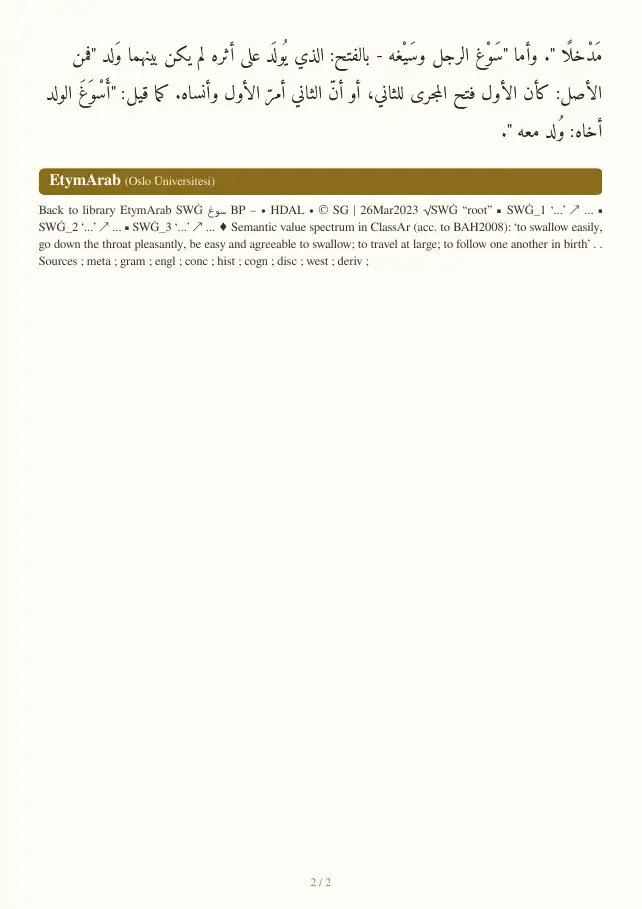 مَدْخلًا ". وأما "سَوْغ الرجل وسَيْغه - بالفتح: الذي يُولَد على أثره لم يكن بينهما وَلد "فمن
الأصل: كأن الأول فتح المجرى للثاني، أو أنّ الثاني أمرّ الأول وأنساه. كما قيل: "أَسْوَغَ الولد
أخاه: وُلد معه ".
EtymArab (Oslo Üniversitesi)
Back to library EtymArab SWĠ سوغ BP – • HDAL • © SG | 26Mar2023 √SWĠ “root” ▪ SWĠ_1 ‘...’ ↗ ... ▪
SWĠ_2 ‘...’ ↗ ... ▪ SWĠ_3 ‘...’ ↗ ... ♦ Semantic value spectrum in ClassAr (acc. to BAH2008): ‘to swallow easily,
go down the throat pleasantly, be easy and agreeable to swallow; to travel at large; to follow one another in birth’ . .
Sources ; meta ; gram ; engl ; conc ; hist ; cogn ; disc ; west ; deriv ;
2 / 2